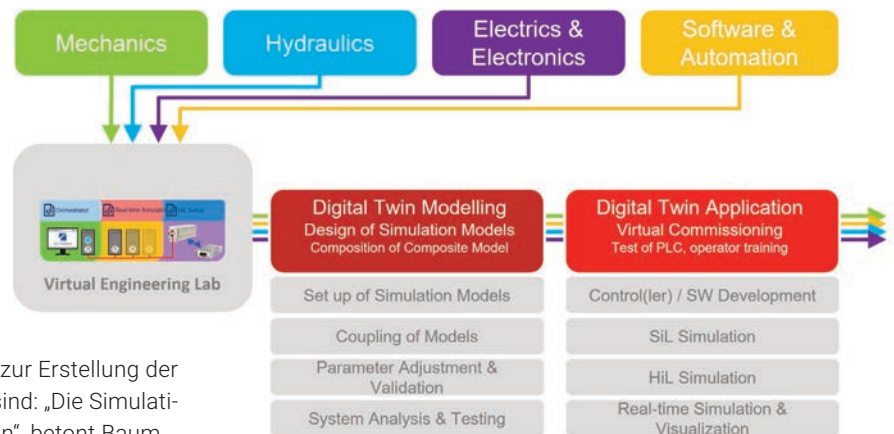 Mechanics
Hydraulics
Electrics &
Electronics
Software &
Automation
Orchestrator
Virtual Engineering Lab
Digital Twin Modelling
Design of Simulation Models
Composition of Composite Model
Set up of Simulation Models
Coupling of Models
Parameter Adjustment &
Validation
System Analysis & Testing
Digital Twin Application
Virtual Commissioning
Test of PLC, operator training
Control(ler) / SW Development
SiL Simulation
HiL Simulation
Real-time Simulation &
Visualization
zur Erstellung der
sind: „Die Simulati-
n“, betont Baum